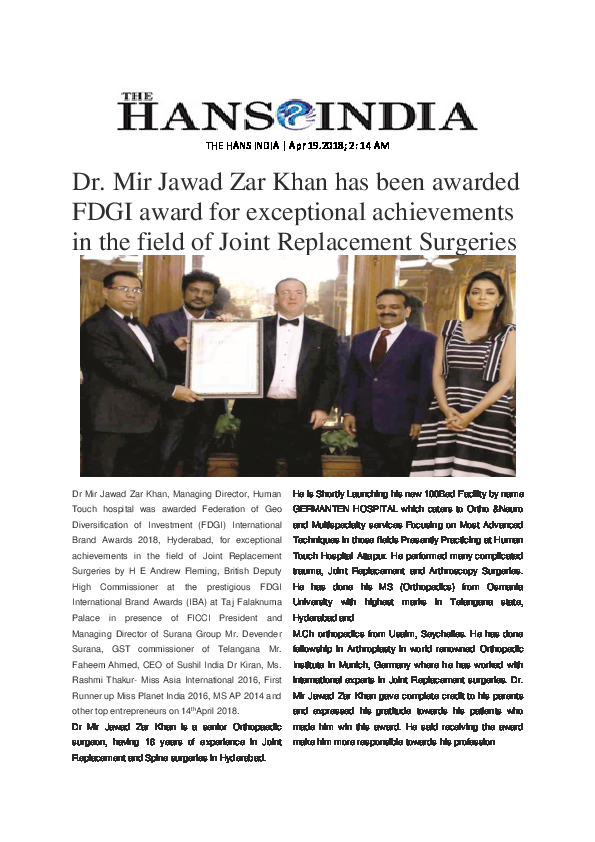 THE
HANS INDIA
THE HANS INDIA | Apr 19.2018; 2: 14 AM
Dr. Mir Jawad Zar Khan has been awarded
FDGI award for exceptional achievements
in the field of Joint Replacement Surgeries
Dr Mir Jawad Zar Khan, Managing Director, Human
Touch hospital was awarded Federation of Geo
Diversification of Investment (FDGI) International
Brand Awards 2018, Hyderabad, for exceptional
achievements in the field of Joint Replacement
Surgeries by H E Andrew Fleming, British Deputy
High Commissioner at the prestigious FDGI
International Brand Awards (IBA) at Taj Falaknuma
Palace in presence of FICCI President and
Managing Director of Surana Group Mr. Devender
Surana, GST commissioner of Telangana Mr.
Faheem Ahmed, CEO of Sushil India Dr Kiran, Ms.
Rashmi Thakur- Miss Asia International 2016, First
Runner up Miss Planet India 2016, MS AP 2014 and
other top entrepreneurs on 14thApril 2018.
Dr Mir Jawad Zar Khan is a senior Orthopaedic
surgeon, having 16 years of experience in Joint
Replacement and Spine surgeries in Hyderabad.
He is Shortly Launching his new 100Bed Facility by name
GERMANTEN HOSPITAL which caters to Ortho &Neuro
and Multispecialty services Focusing on Most Advanced
Techniques in those fields Presently Practicing at Human
Touch Hospital Attapur. He performed many complicated
trauma, Joint Replacement and Arthroscopy Surgeries.
He has done his MS (Orthopedics) from Osmania
University with highest marks in Telangana state,
Hyderabad and
M.Ch orthopedics from Usaim, Seychelles. He has done
fellowship in Arthroplasty in world renowned Orthopedic
institute in Munich, Germany where he has worked with
international experts in Joint Replacement surgeries. Dr.
Mir Jawad Zar Khan gave complete credit to his parents
and expressed his gratitude towards his patients who
made him win this award. He said receiving the award
make him more responsible towards his profession